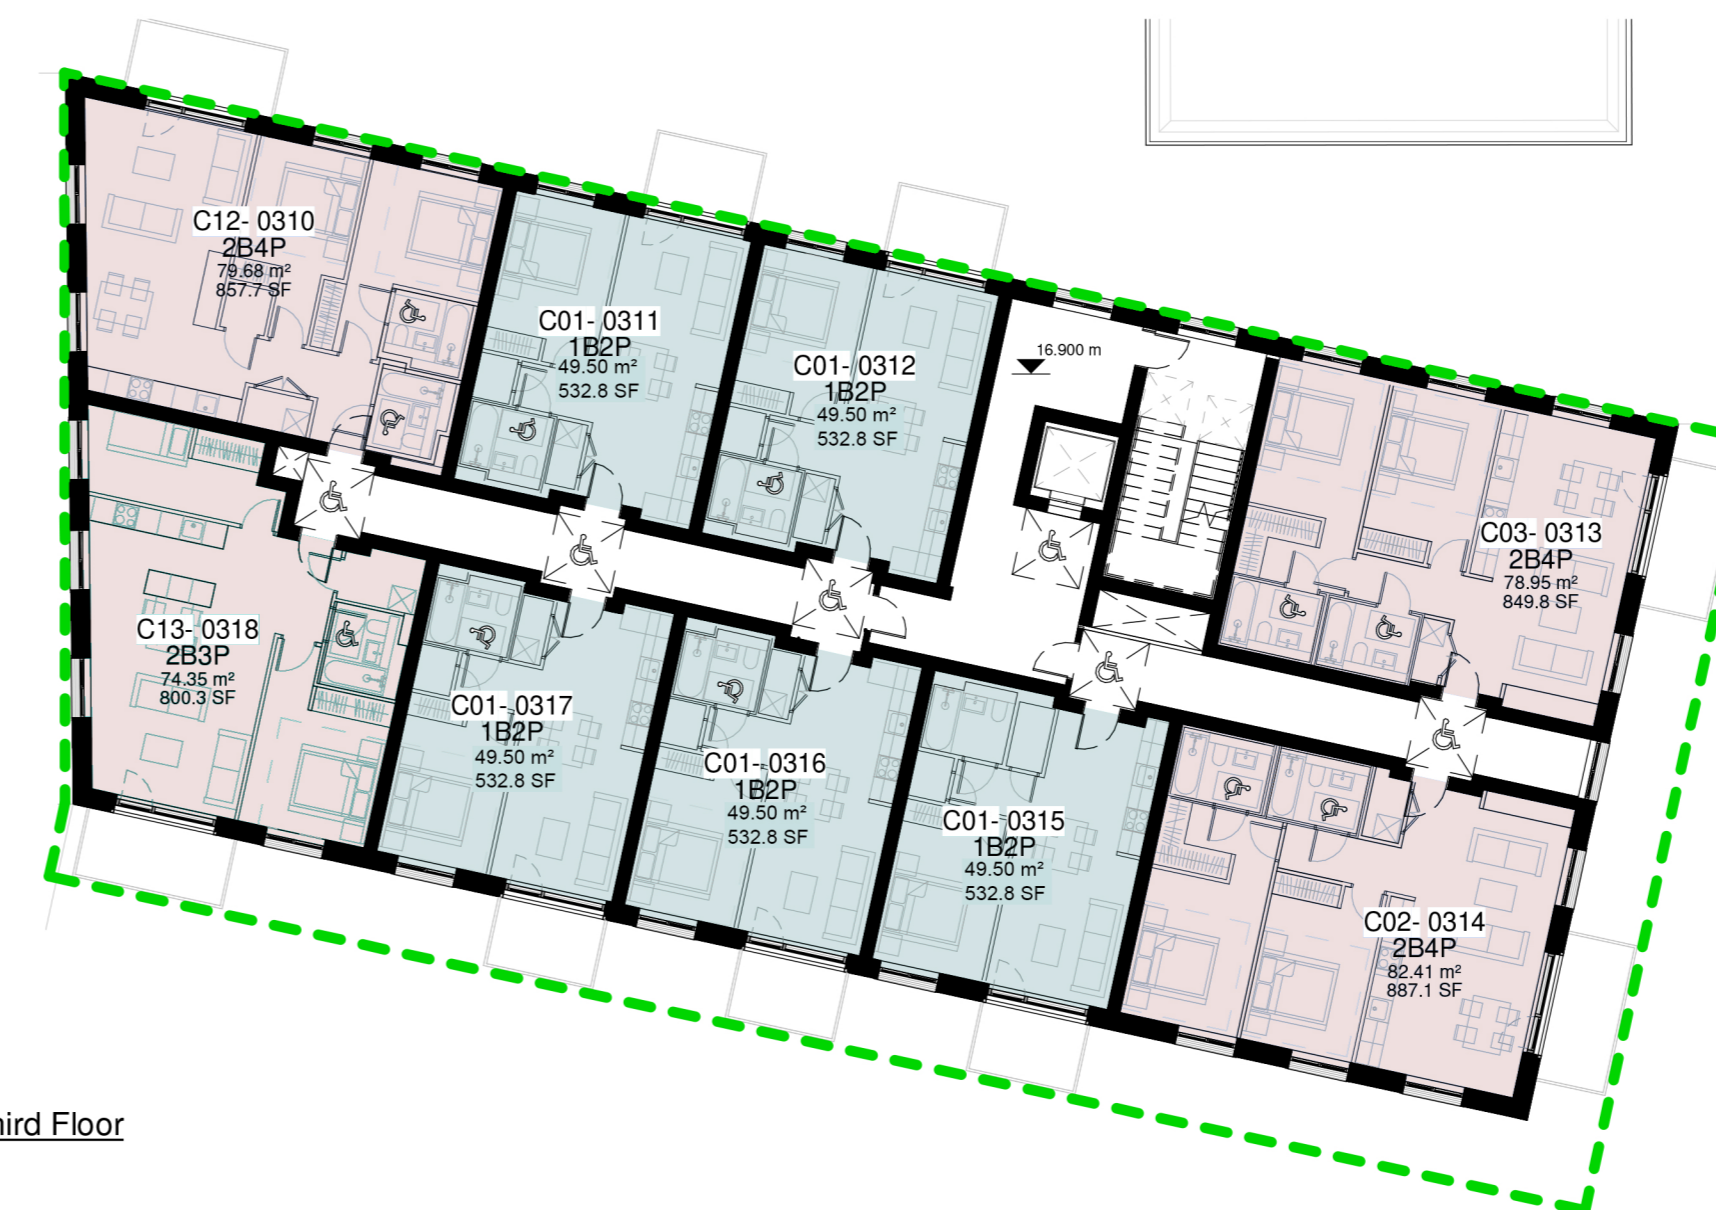 C12- 0310
2B4P
79.68 m²
857.7 SF
C01- 0311
1B2P
49.50 m²
532.8 SF
C01- 0312
1B2P
49.50 m²
532.8 SF
16.900 m
C03- 0313
2B4P
78.95 m²
849.8 SF
C13- 0318
2B3P
74.35 m²
800.3 SF
C01- 0317
1B2P
49.50 m²
532.8 SF
C01- 0316
1B2P
49.50 m²
532.8 SF
C01- 0315
1B2P
49.50 m²
532.8 SF
C02- 0314
2B4P
82.41 m²
887.1 SF
hird Floor